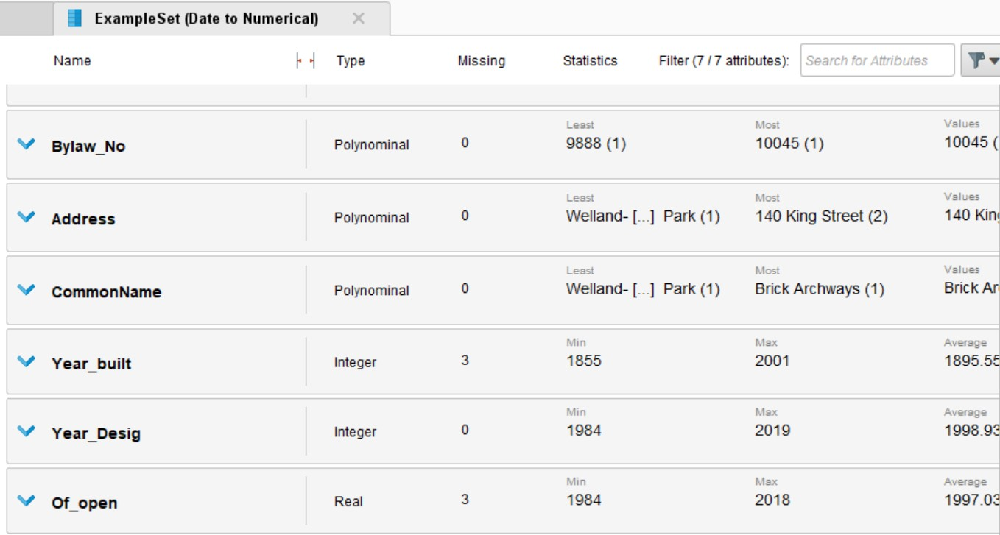 ExampleSet (Date to Numerical)
Name Type Missing Statistics Filter (7 / 7 attributes): Search for Attributes
Least Most Values
Bylaw_No Polynominal 0 9888 (1) 10045 (1) 10045 (
Least Most Values
Address Polynominal 0 Welland- [...] Park (1) 140 King Street (2) 140 King
Least Most Values
CommonName Polynominal 0 Welland- [...] Park (1) Brick Archways (1) Brick Ar
Min Max Average
Year_built Integer 3 1855 2001 1895.55
Min Max Average
Year_Desig Integer 0 1984 2019 1998.93
Min Max Average
Of_open Real 3 1984 2018 1997.03